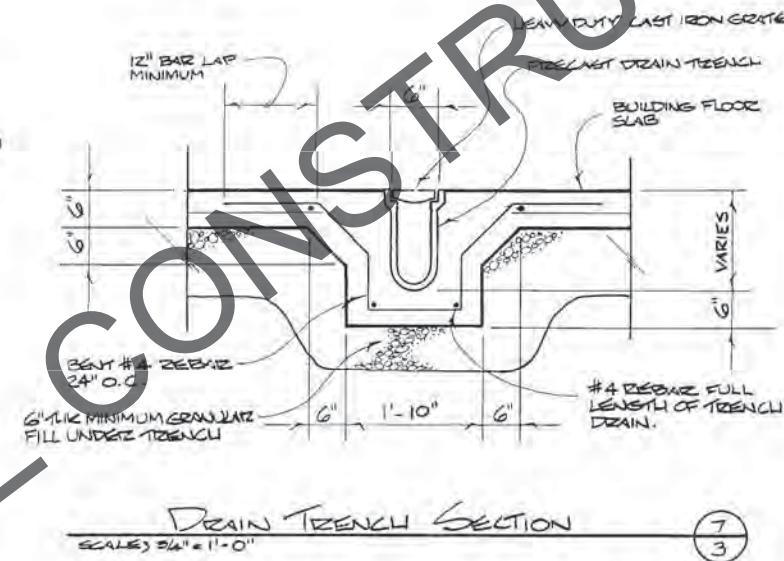 HEAVY DUTY CAST IRON GRATE
12" BAR LAP
MINIMUM
PRECAST DRAIN TRENCH
6"
BUILDING FLOOR
SLAB
6"
6"
VARIES
6"
BENT #4 REBAR
24" O.C.
6" THK MINIMUM GRANULAR
FILL UNDER TRENCH
6"
1'-10"
6"
#4 REBAR FULL
LENGTH OF TRENCH
DRAIN.
DRAIN TRENCH SECTION
7
3
SCALE; 3/4" = 1'-0"
CONSTRU